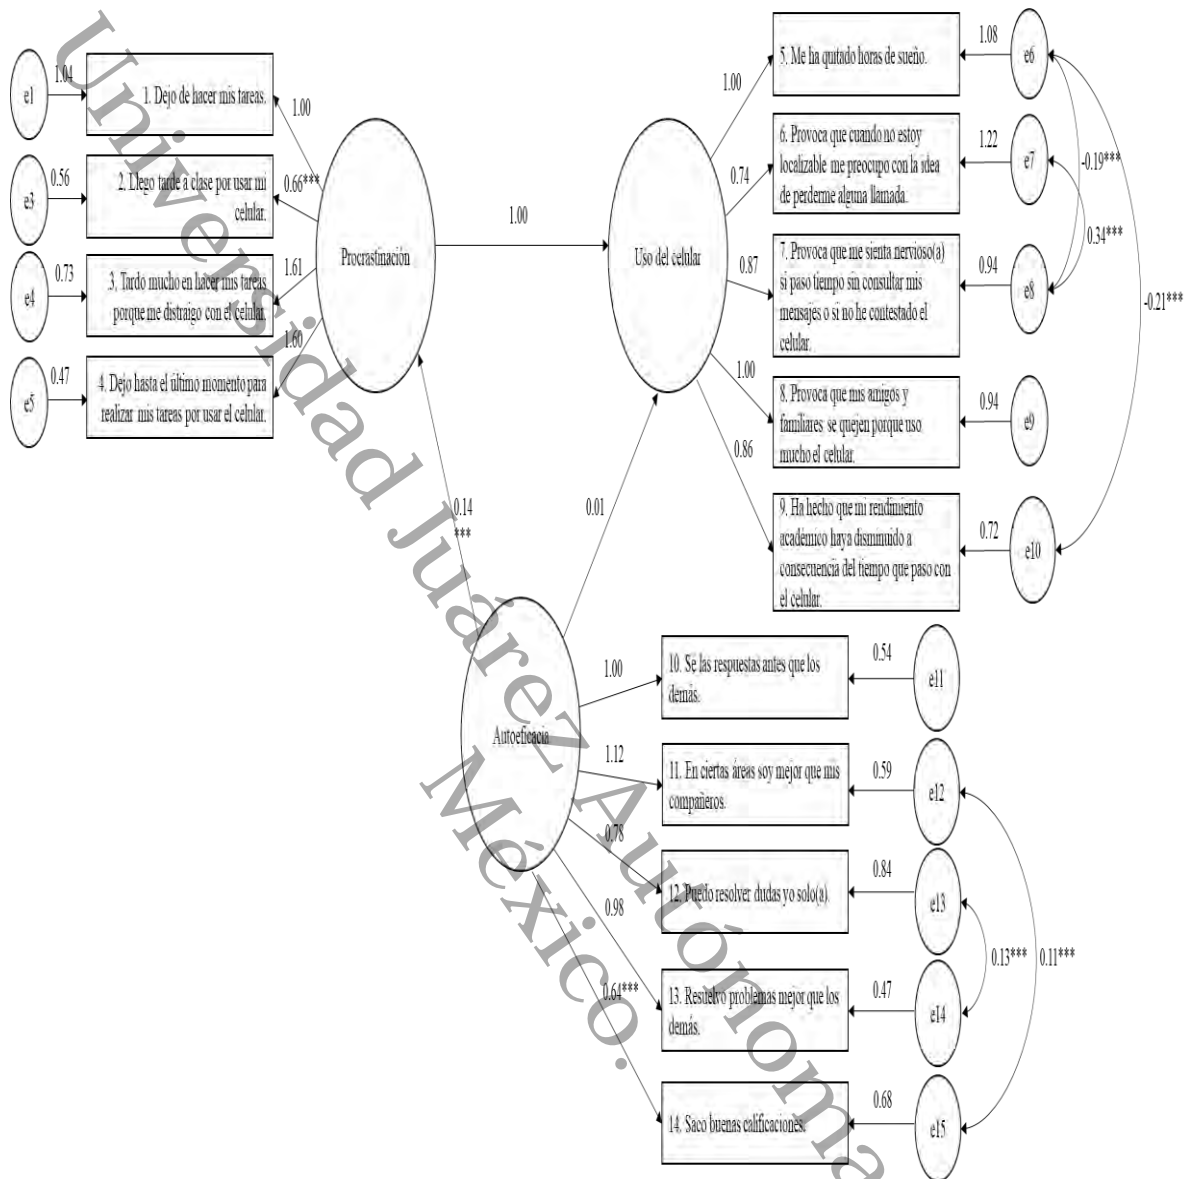 e1
1.04
1. Dejo de hacer mis tareas.
1.00
e3
0.56
2. Llego tarde a clase por usar mi
celular.
0.66***
e4
0.73
3. Tardo mucho en hacer mis tareas
porque me distraigo con el celular.
1.61
e5
0.47
4. Dejo hasta el último momento para
realizar mis tareas por usar el celular.
1.60
Procrastinación
1.00
Uso del celular
1.00
5. Me ha quitado horas de sueño.
1.08
e6
0.74
6. Provoca que cuando no estoy
localizable me preocupo con la idea
de perderme alguna llamada.
1.22
e7
-0.19***
0.87
7. Provoca que me sienta nervioso(a)
si paso tiempo sin consultar mis
mensajes o si no he contestado el
celular.
0.94
e8
0.34***
-0.21***
1.00
8. Provoca que mis amigos y
familiares se quejen porque uso
mucho el celular.
0.94
e9
0.86
9. Ha hecho que mi rendimiento
académico haya disminuido a
consecuencia del tiempo que paso con
el celular.
0.72
e10
0.14
***
0.01
Autoeficacia
1.00
10. Se las respuestas antes que los
demás.
0.54
e11
1.12
11. En ciertas áreas soy mejor que mis
compañeros.
0.59
e12
0.78
12. Puedo resolver dudas yo solo(a).
0.84
e13
0.98
13. Resuelvo problemas mejor que los
demás.
0.47
e14
0.13***
0.11***
0.64***
14. Saco buenas calificaciones.
0.68
e15
Universidad Juárez Autónoma
México.